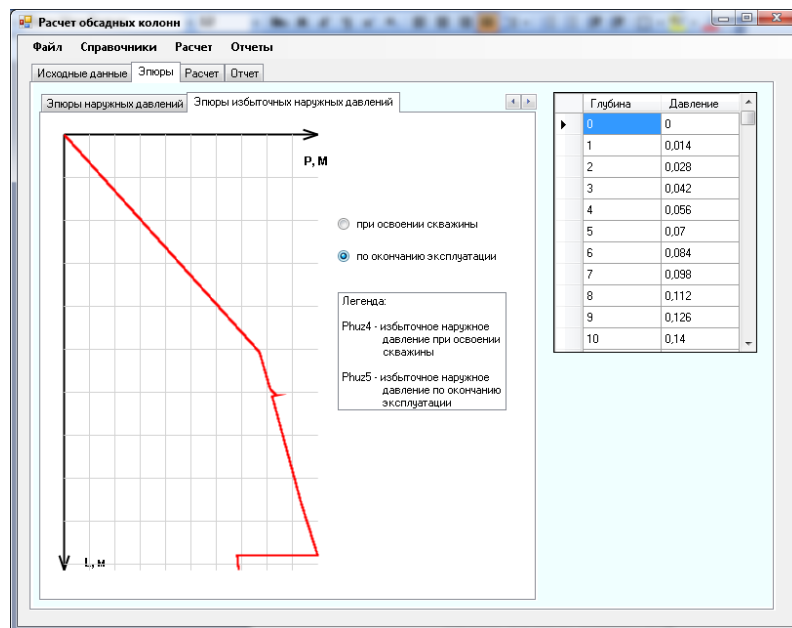 Расчет обсадных колонн
Файл Справочники Расчет Отчеты
Исходные данные Эпюры Расчет Отчет
Эпюры наружных давлений Эпюры избыточных наружных давлений
P, М
L, м
при освоении скважины
по окончанию эксплуатации
Легенда:
Phuz4 - избыточное наружное
давление при освоении
скважины
Phuz5 - избыточное наружное
давление по окончанию
эксплуатации
Глубина Давление
0 0
1 0,014
2 0,028
3 0,042
4 0,056
5 0,07
6 0,084
7 0,098
8 0,112
9 0,126
10 0,14